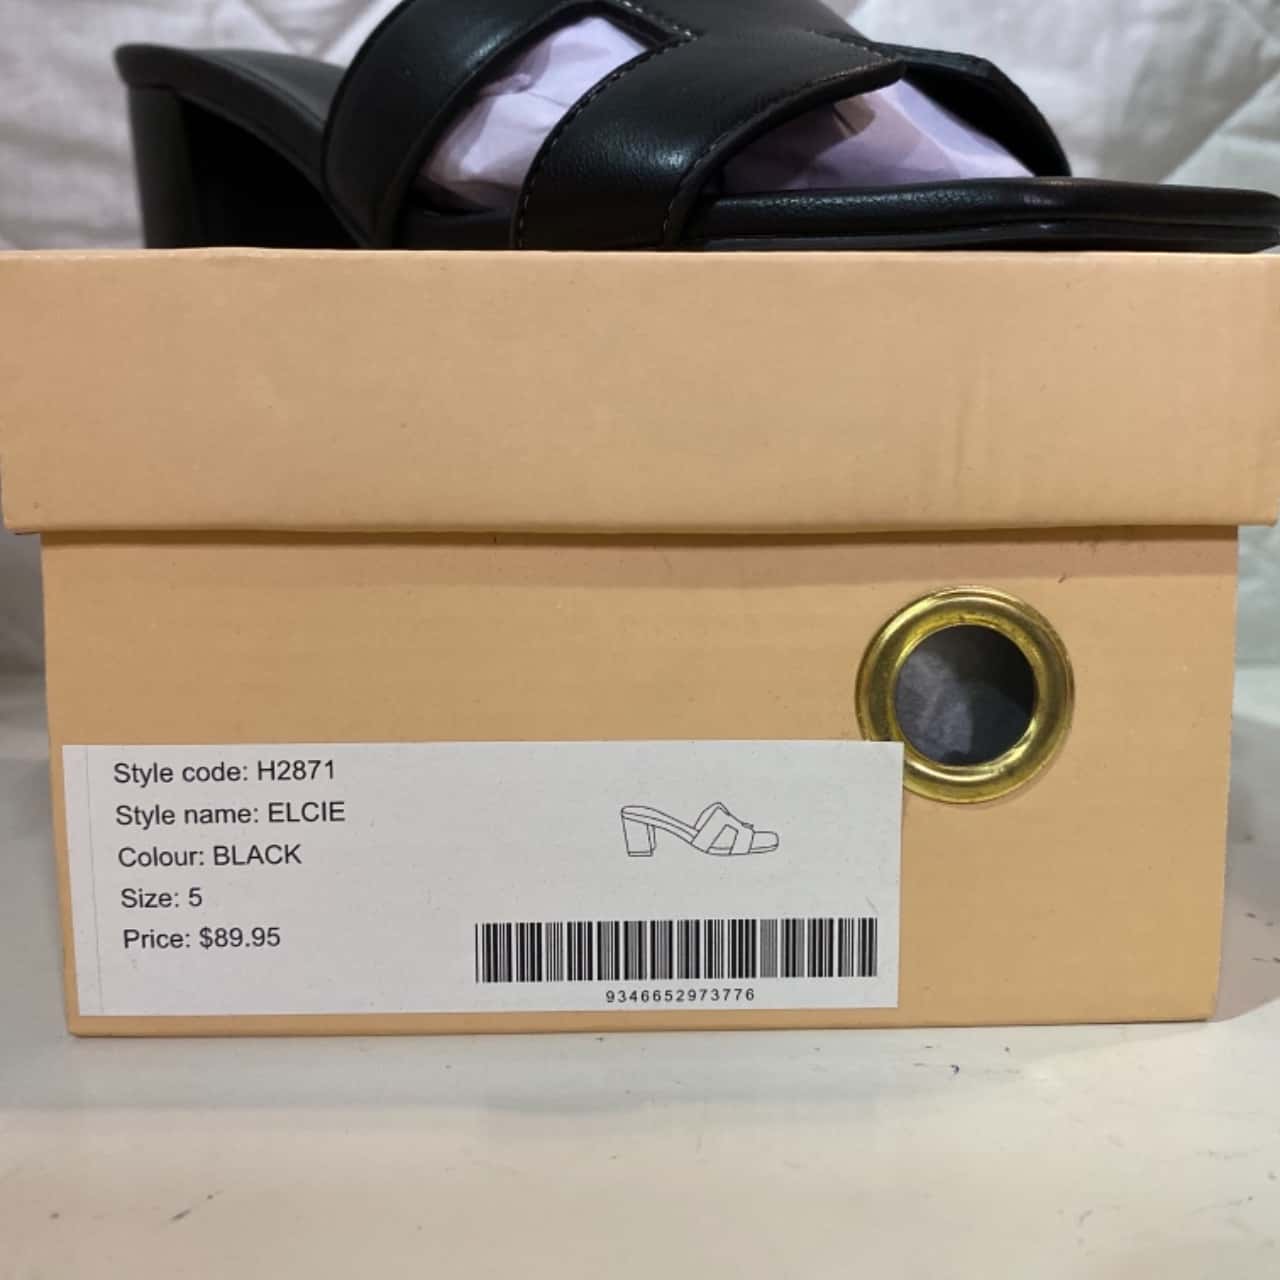 Style code: H2871
Style name: ELCIE
Colour: BLACK
Size: 5
Price: $89.95
9346652973776